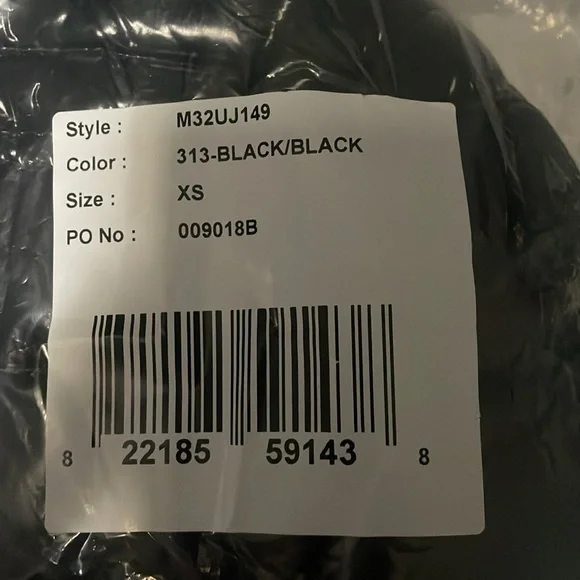 Style : M32UJ149
Color : 313-BLACK/BLACK
Size : XS
PO No : 009018B
8 22185 59143 8